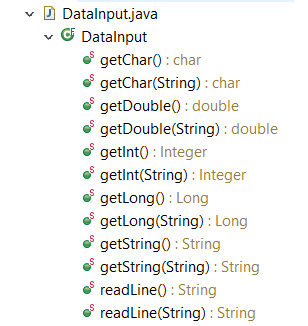 DataInput.java
DataInput
getChar() : char
getChar(String) : char
getDouble() : double
getDouble(String) : double
getInt() : Integer
getInt(String) : Integer
getLong() : Long
getLong(String) : Long
getString() : String
getString(String) : String
readLine() : String
readLine(String) : String